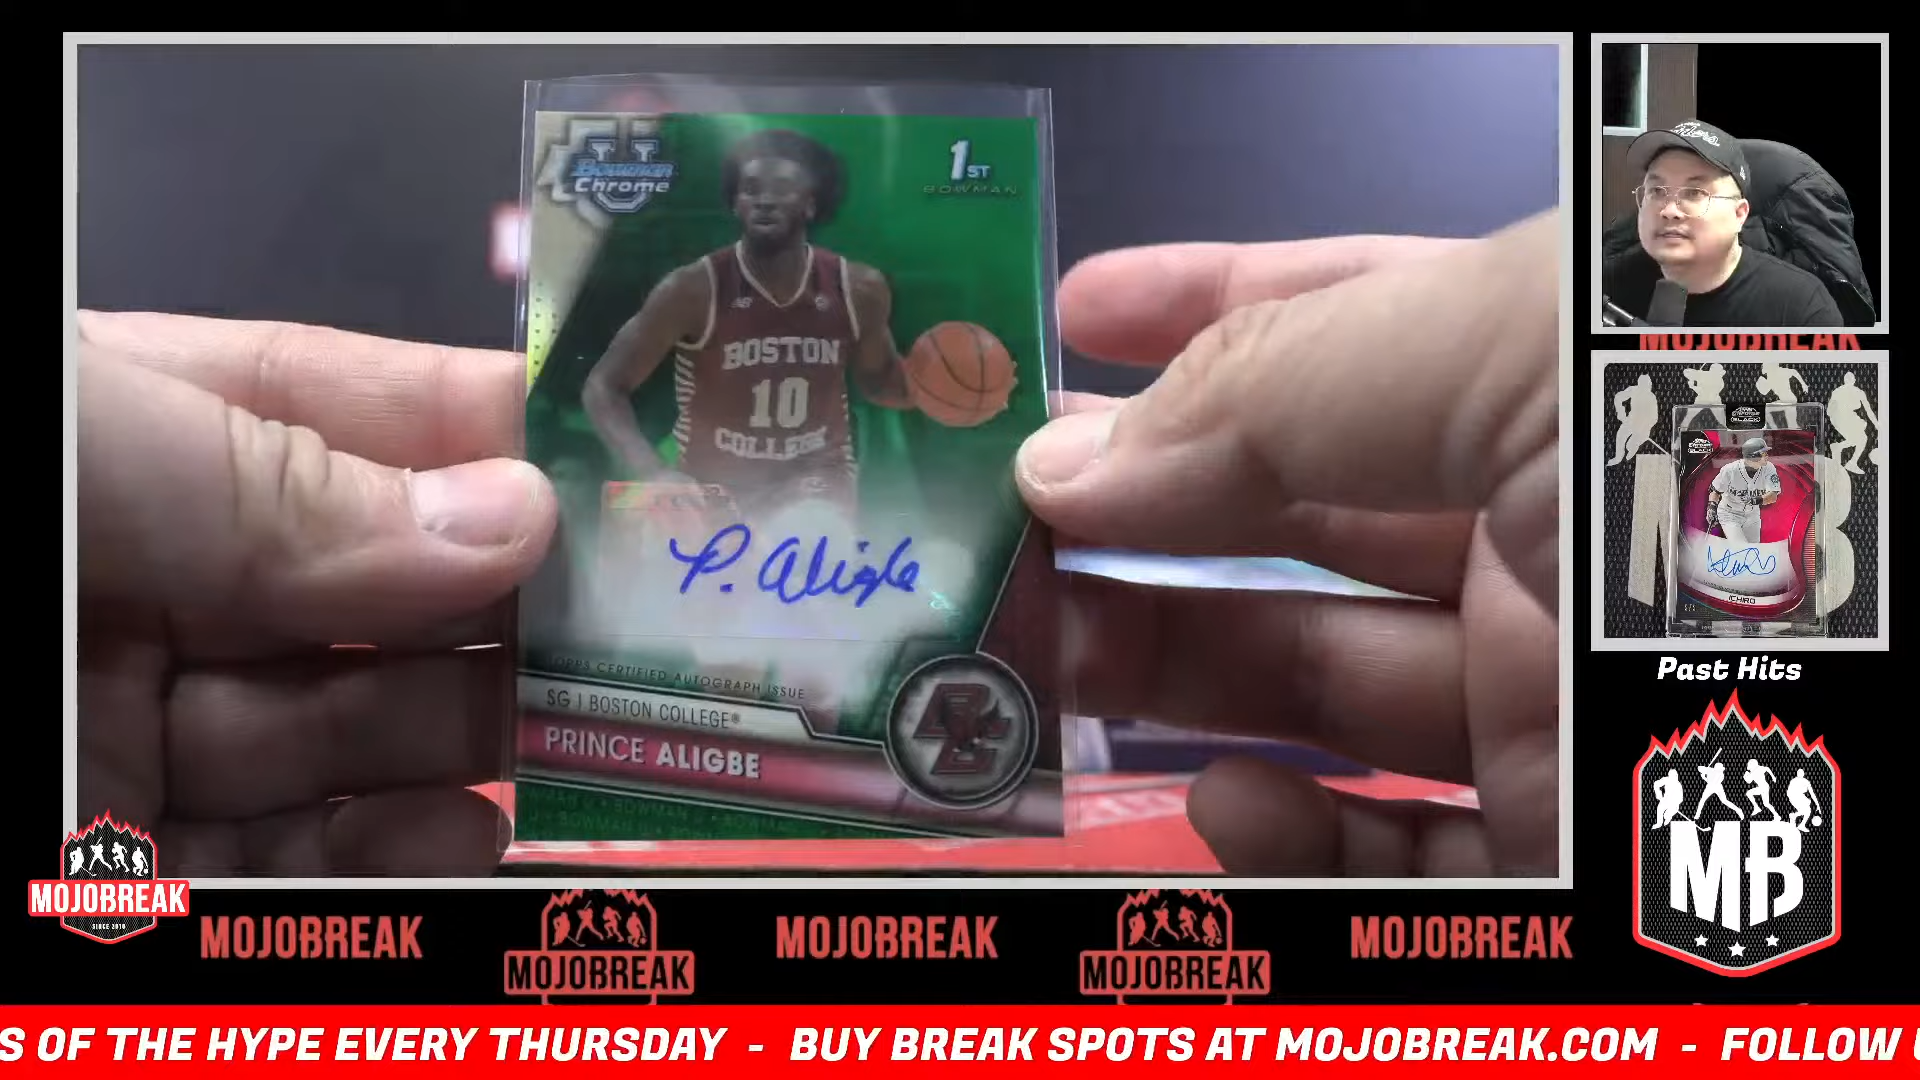 Bowman
Chrome
1ST
BOWMAN
BOSTON
10
COLLEGE
P. Aligbe
TOPPS CERTIFIED AUTOGRAPH ISSUE
SG | BOSTON COLLEGE®
PRINCE ALIGBE
ICHIRO
Past Hits
MB
MOJOBREAK
SINCE 2010
MOJOBREAK
MOJOBREAK
MOJOBREAK
MOJOBREAK
MOJOBREAK
S OF THE HYPE EVERY THURSDAY - BUY BREAK SPOTS AT MOJOBREAK.COM - FOLLOW